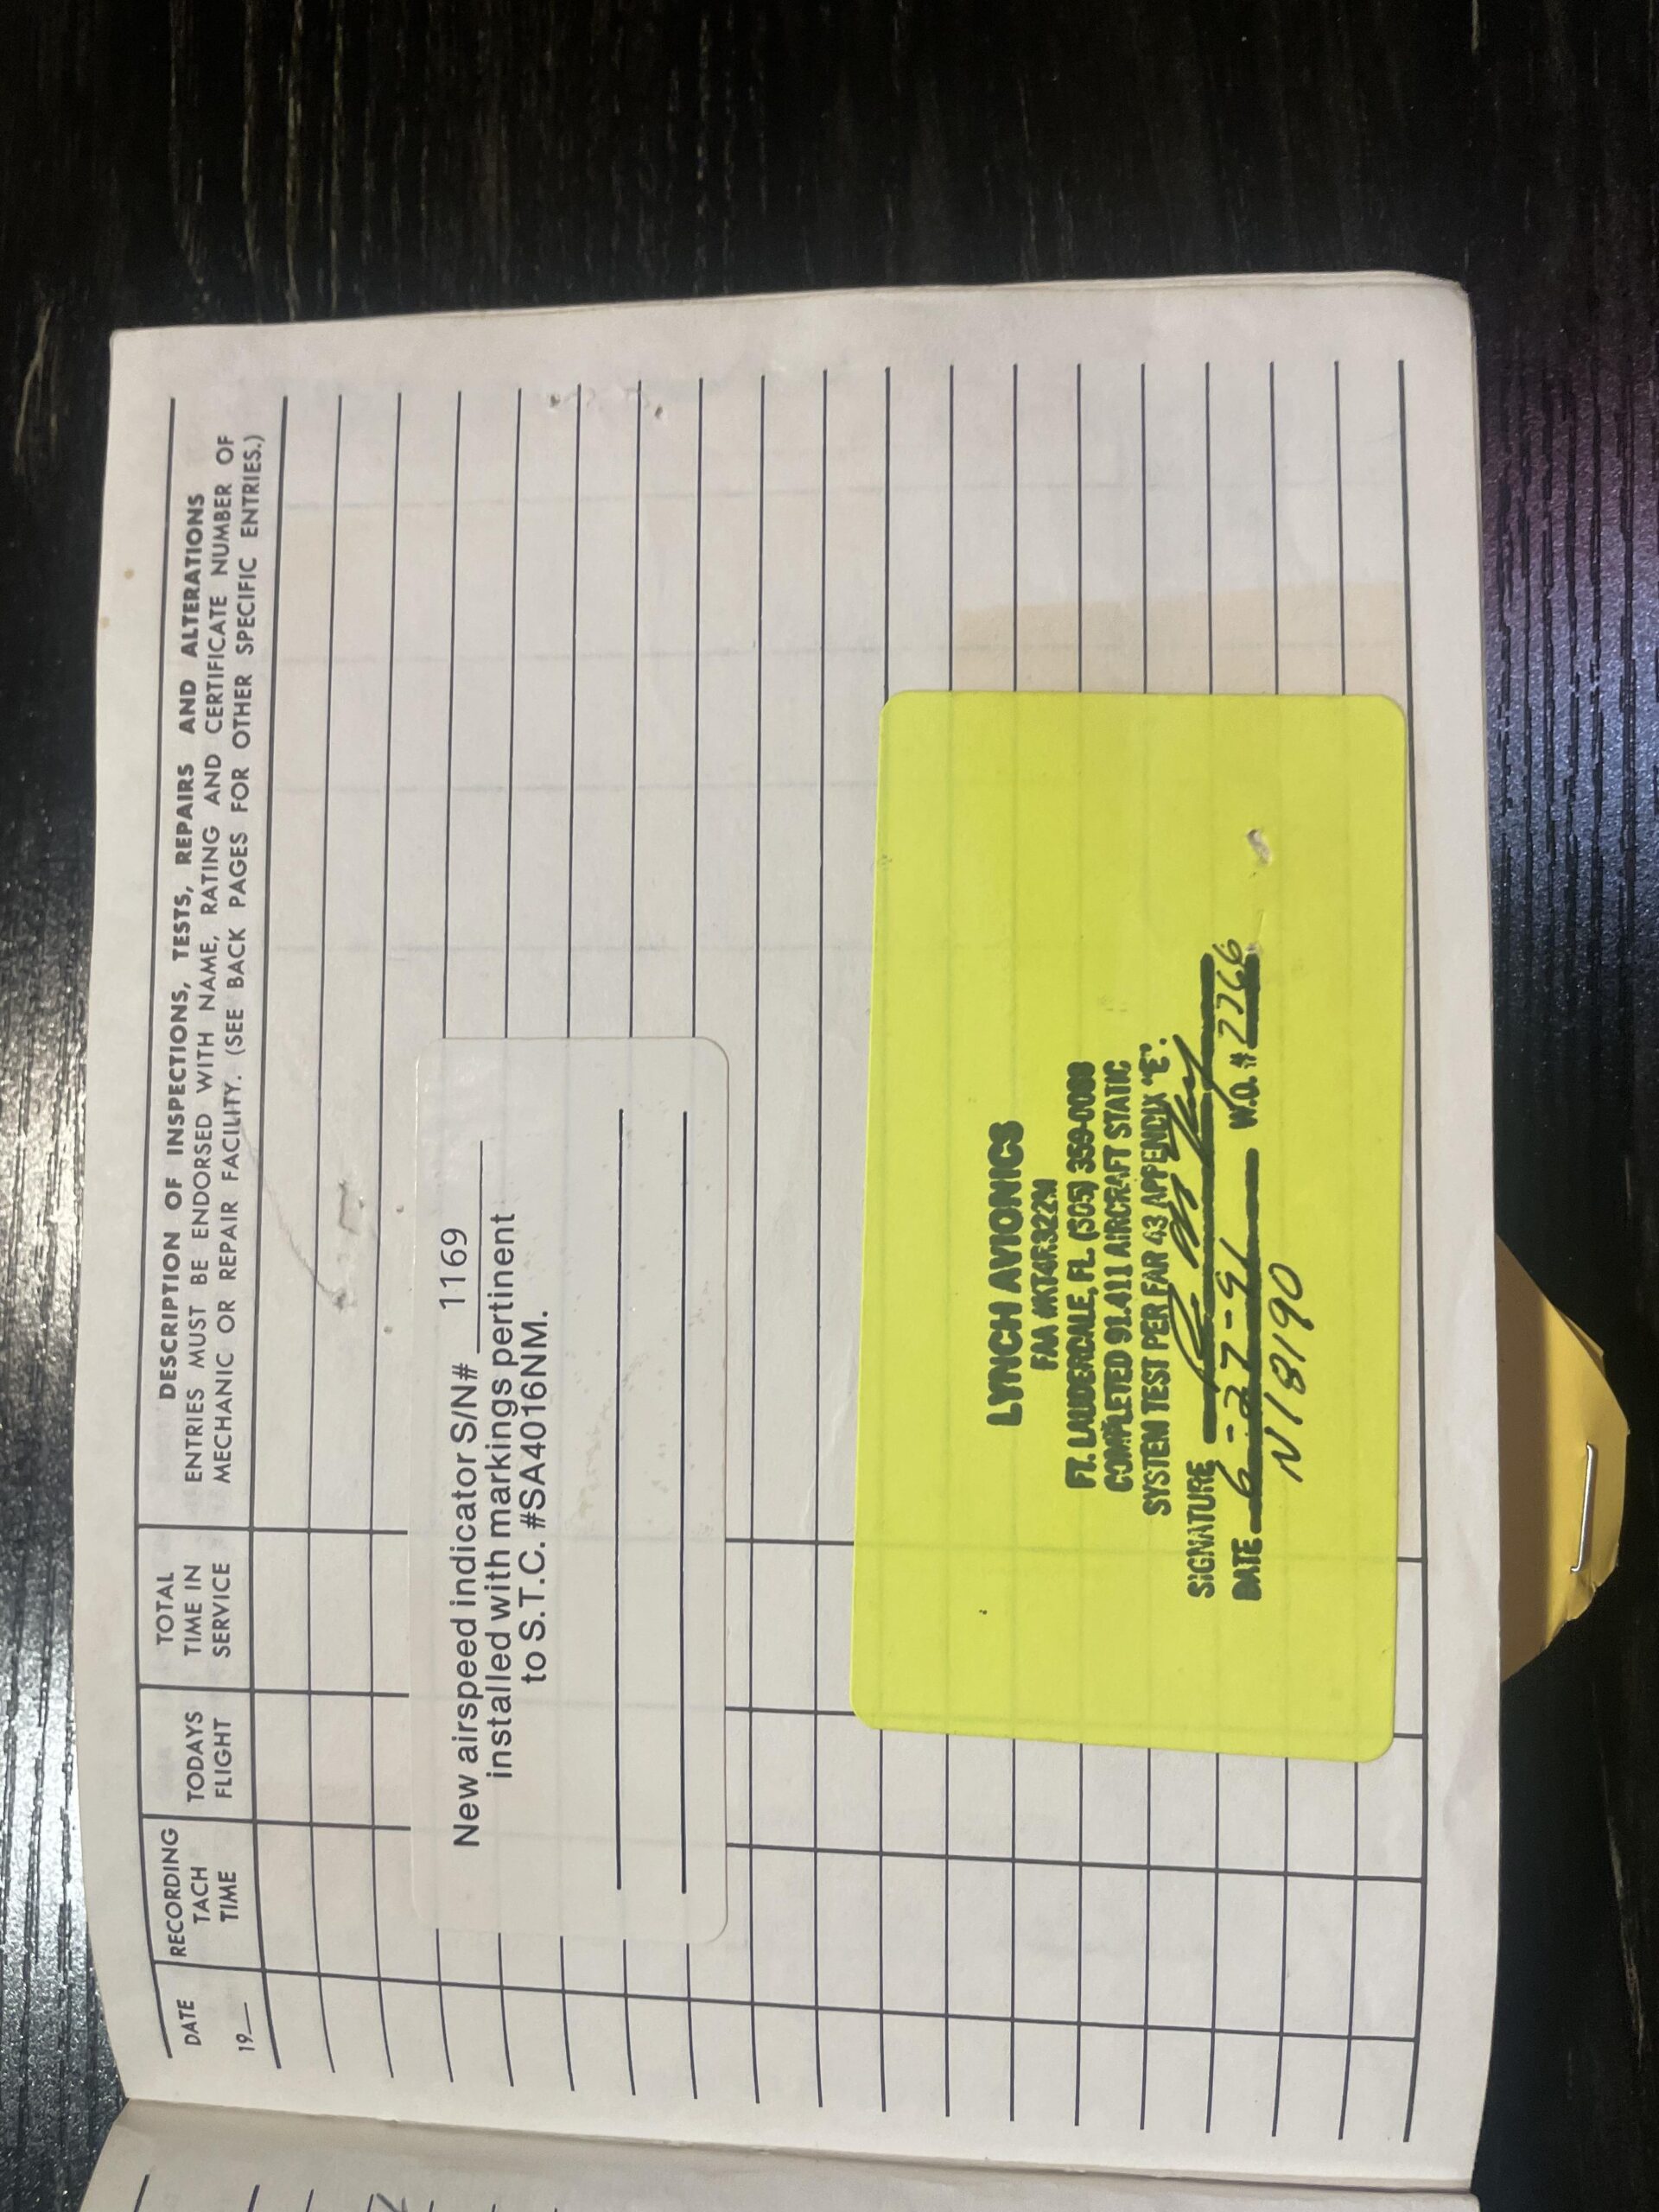 DATE
19__
RECORDING
TACH
TIME
TODAYS
FLIGHT
TOTAL
TIME IN
SERVICE
DESCRIPTION OF INSPECTIONS, TESTS, REPAIRS AND ALTERATIONS
ENTRIES MUST BE ENDORSED WITH NAME, RATING AND CERTIFICATE NUMBER OF
MECHANIC OR REPAIR FACILITY. (SEE BACK PAGES FOR OTHER SPECIFIC ENTRIES.)
New airspeed indicator S/N# 1169
installed with markings pertinent
to S.T.C. #SA4016NM.
LYNCH AVIONICS
FAA #KT4R322M
FT. LAUDERDALE, FL. (305) 359-0088
COMPLETED 91.411 AIRCRAFT STATIC
SYSTEM TEST PER FAR 43 APPENDIX "E".
SIGNATURE
DATE 6-27-91 W.O. # 2266
N18190